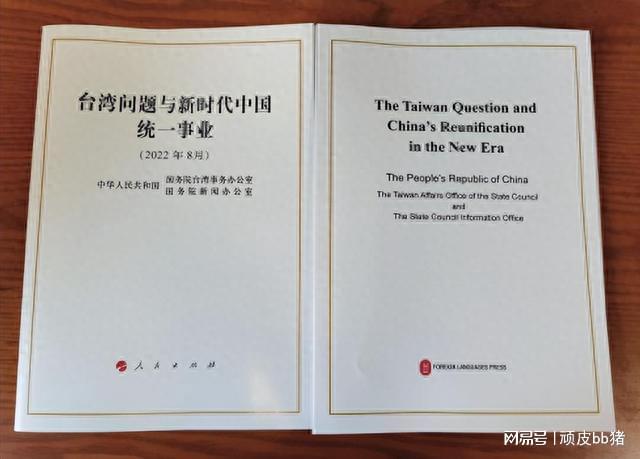 台湾问题与新时代中国
统一事业
(2022 年 8月)
中华人民共和国
国务院台湾事务办公室
国务院新闻办公室
人民出版社
The Taiwan Question and
China's Reunification
in the New Era
The People's Republic of China
The Taiwan Affairs Office of the State Council
and
The State Council Information Office
FOREIGN LANGUAGES PRESS
网易号 | 顽皮bb猪